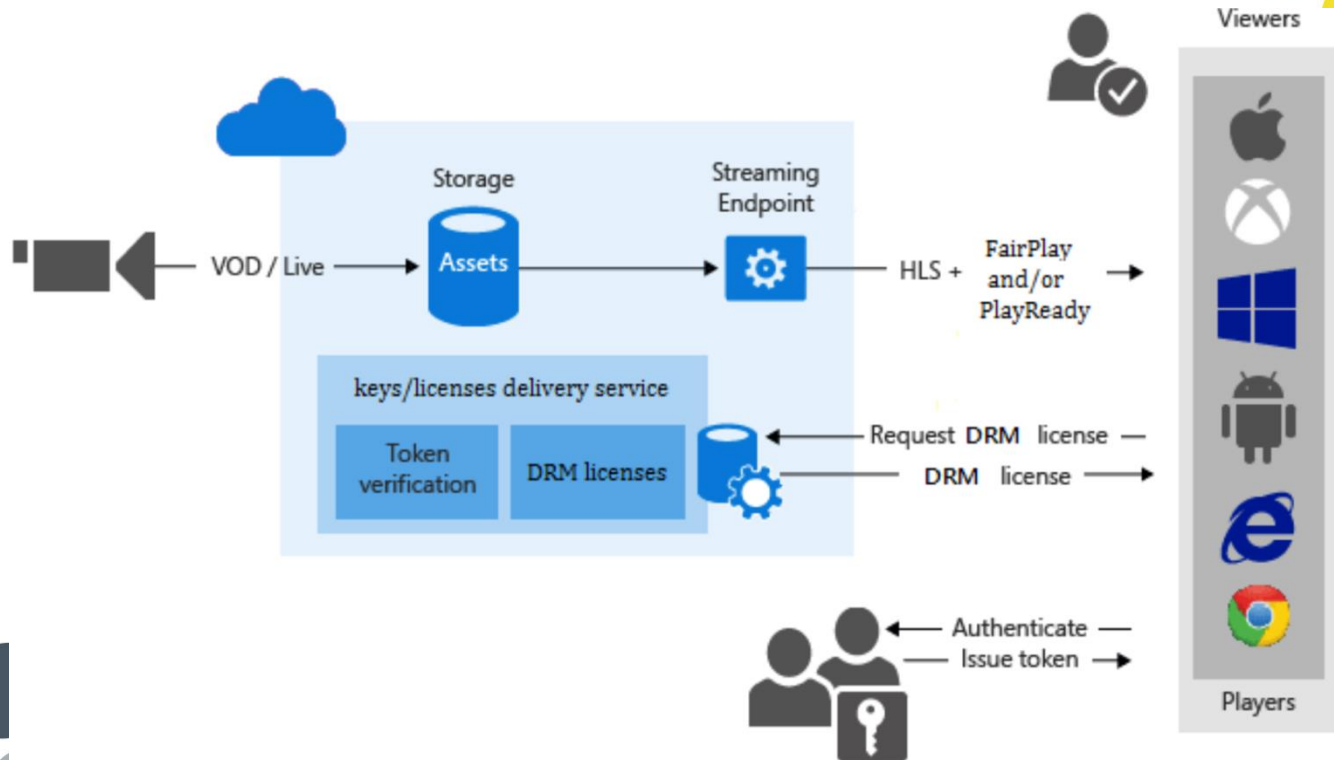 Viewers
Storage
Streaming
Endpoint
VOD / Live
Assets
HLS +
FairPlay
and/or
PlayReady
keys/licenses delivery service
Token
verification
DRM licenses
Request DRM license
DRM license
Authenticate
Issue token
Players